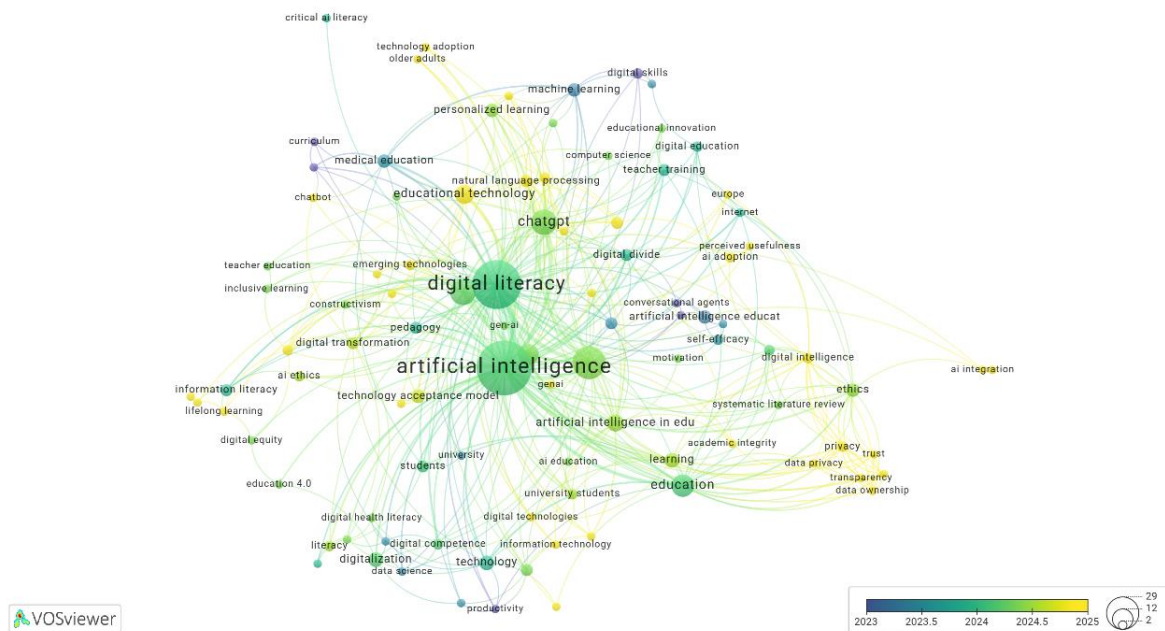 critical ai literacy
technology adoption
older adults
digital skills
machine learning
personalized learning
educational innovation
curriculum
digital education
computer science
medical education
teacher training
natural language processing
chatbot
educational technology
europe
internet
chatgpt
perceived usefulness
digital divide
ai adoption
teacher education
emerging technologies
digital literacy
inclusive learning
constructivism
conversational agents
artificial intelligence educat
pedagogy
gen-ai
self-efficacy
digital transformation
motivation
digital intelligence
artificial intelligence
ai integration
ai ethics
genai
information literacy
technology acceptance model
ethics
systematic literature review
lifelong learning
artificial intelligence in edu
digital equity
academic integrity
privacy
university
trust
students
ai education
learning
data privacy
transparency
education 4.0
education
data ownership
university students
digital health literacy
digital technologies
literacy
digital competence
information technology
digitalization
technology
data science
productivity
VOSviewer
29
12
2
2023 2023.5 2024 2024.5 2025